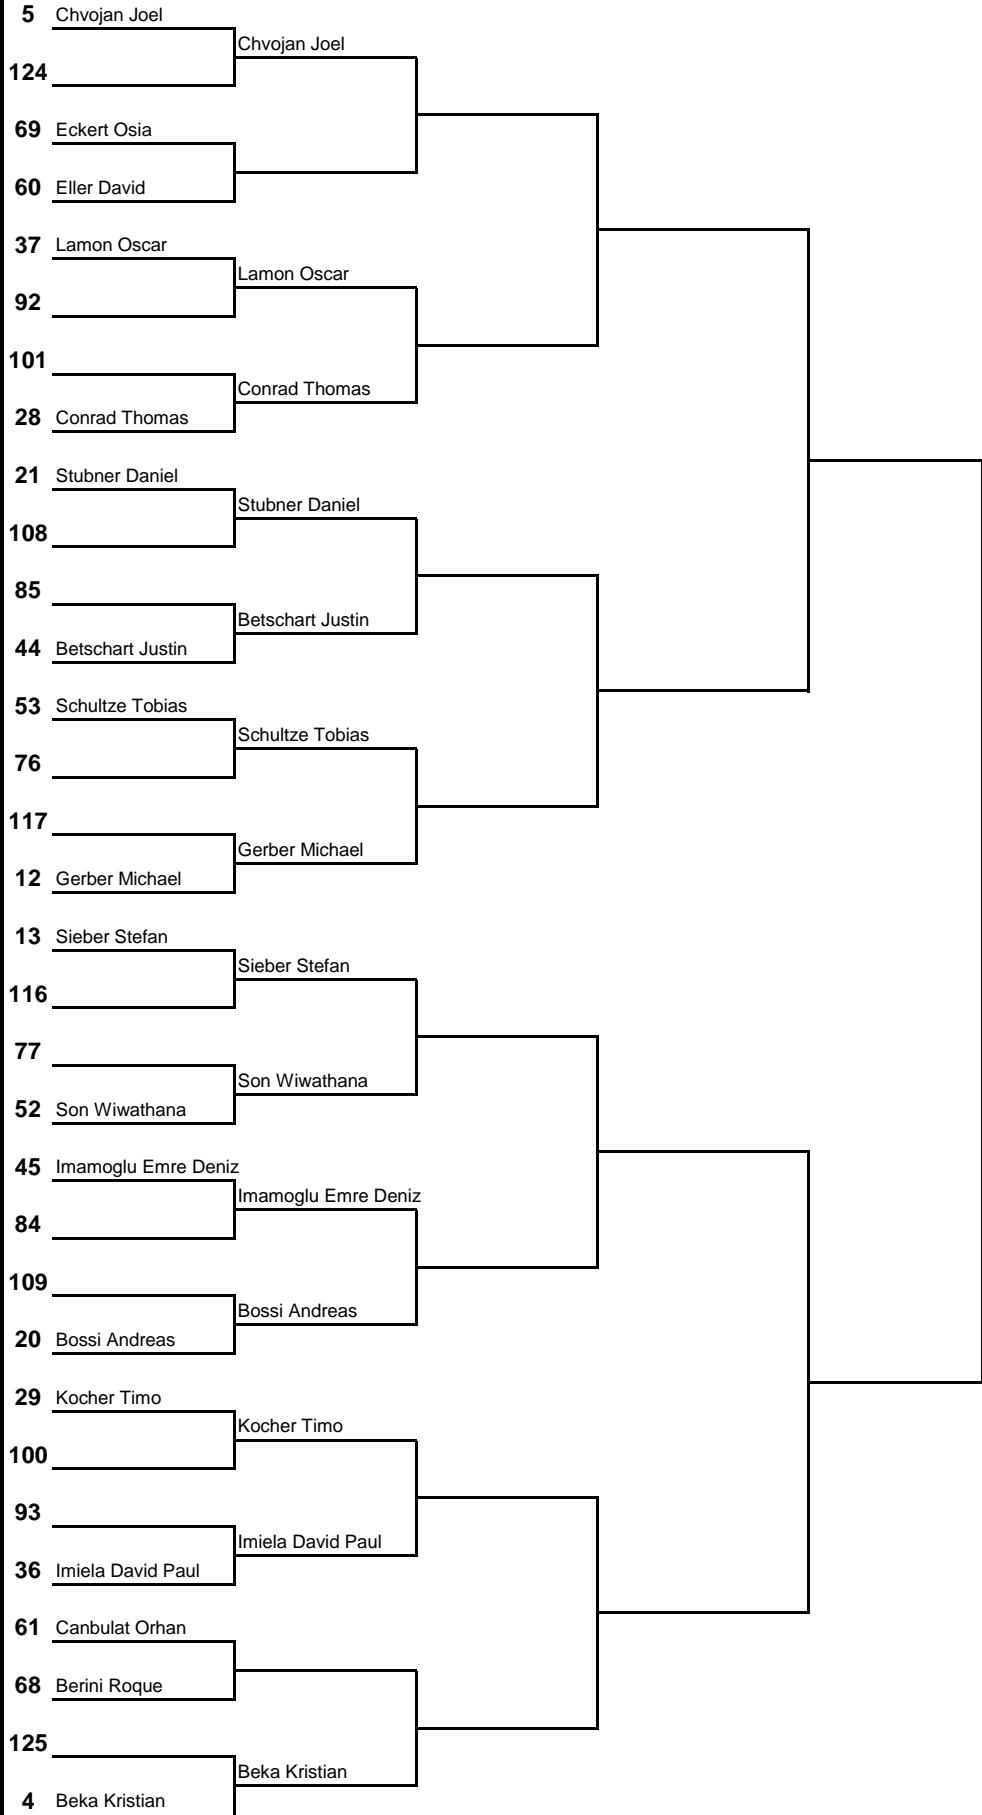 5 Chvojan Joel
Chvojan Joel
124
69 Eckert Osia
60 Eller David
37 Lamon Oscar
Lamon Oscar
92
101
Conrad Thomas
28 Conrad Thomas
21 Stubner Daniel
Stubner Daniel
108
85
Betschart Justin
44 Betschart Justin
53 Schultze Tobias
Schultze Tobias
76
117
Gerber Michael
12 Gerber Michael
13 Sieber Stefan
Sieber Stefan
116
77
Son Wiwathana
52 Son Wiwathana
45 Imamoglu Emre Deniz
Imamoglu Emre Deniz
84
109
Bossi Andreas
20 Bossi Andreas
29 Kocher Timo
Kocher Timo
100
93
Imiela David Paul
36 Imiela David Paul
61 Canbulat Orhan
68 Berini Roque
125
Beka Kristian
4 Beka Kristian